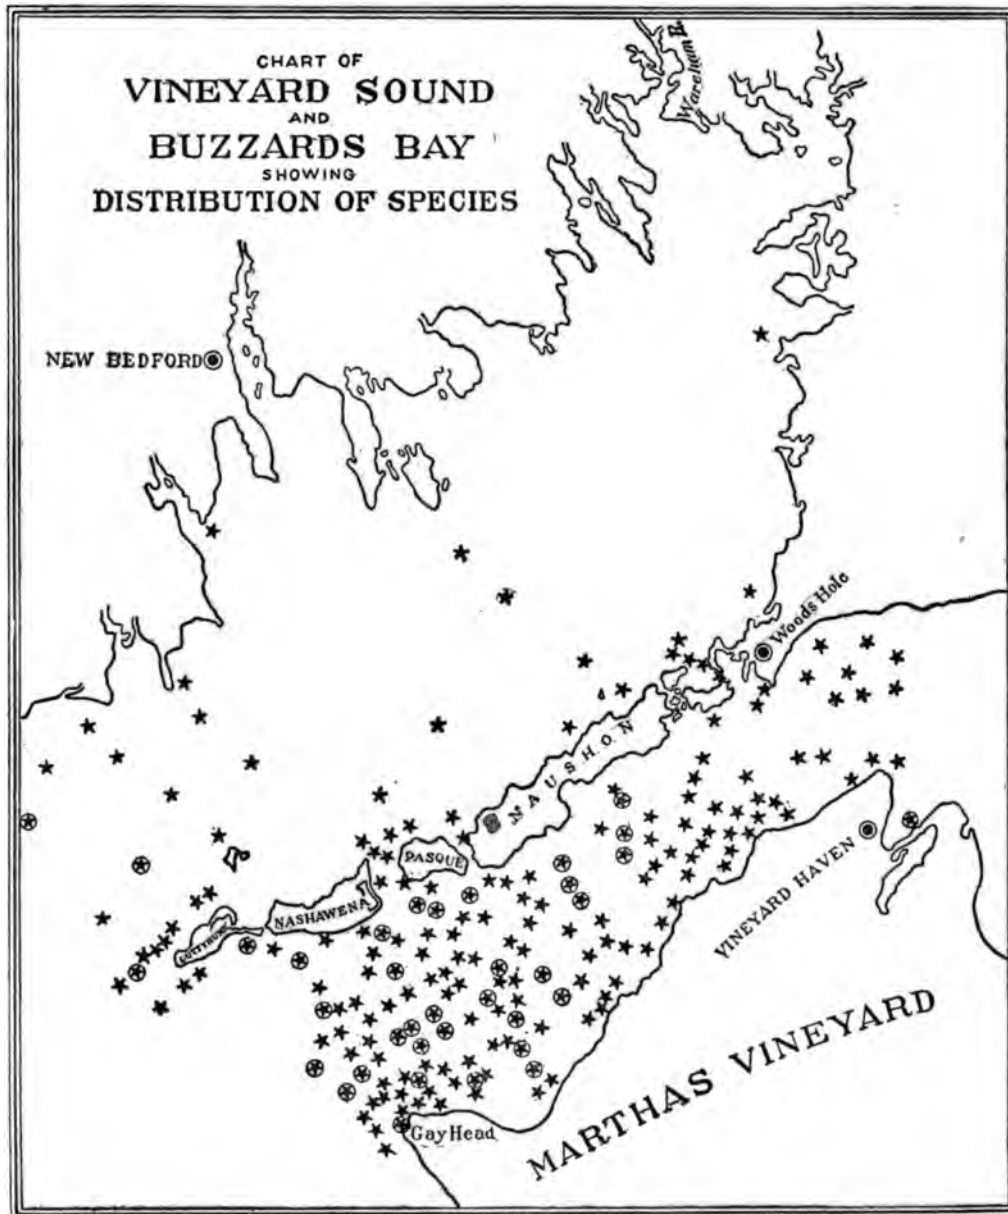 CHART OF
VINEYARD SOUND
AND
BUZZARDS BAY
SHOWING
DISTRIBUTION OF SPECIES
Wareham R.
NEW BEDFORD
Woods Hole
NAUSHON
PASQUE
NASHAWENA
CUTTYHUNK
VINEYARD HAVEN
MARTHAS VINEYARD
Gay Head